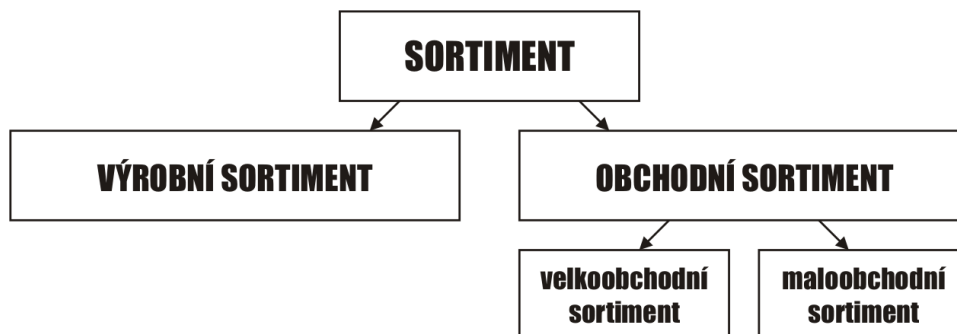 SORTIMENT
VÝROBNÍ SORTIMENT
OBCHODNÍ SORTIMENT
velkoobchodní
sortiment
maloobchodní
sortiment